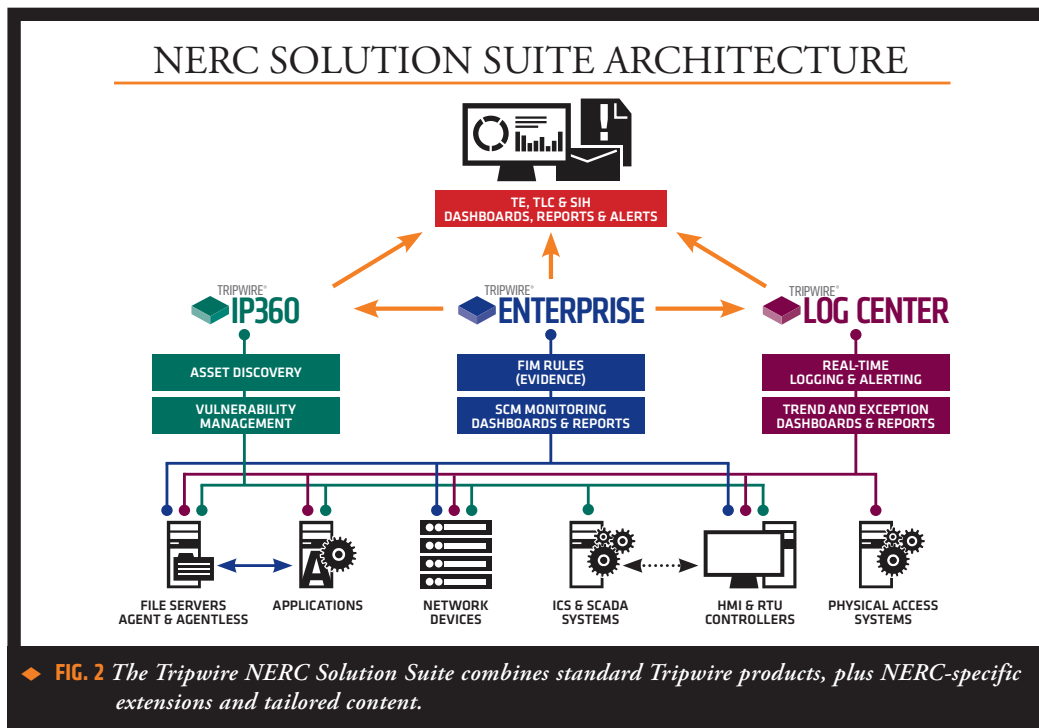 NERC SOLUTION SUITE ARCHITECTURE
TE, TLC & SIH
DASHBOARDS, REPORTS & ALERTS
TRIPWIRE®
IP360
TRIPWIRE®
ENTERPRISE
TRIPWIRE®
LOG CENTER
ASSET DISCOVERY
FIM RULES
(EVIDENCE)
REAL-TIME
LOGGING & ALERTING
VULNERABILITY
MANAGEMENT
SCM MONITORING
DASHBOARDS & REPORTS
TREND AND EXCEPTION
DASHBOARDS & REPORTS
A
FILE SERVERS
AGENT & AGENTLESS
APPLICATIONS
NETWORK
DEVICES
ICS & SCADA
SYSTEMS
HMI & RTU
CONTROLLERS
PHYSICAL ACCESS
SYSTEMS
FIG. 2 The Tripwire NERC Solution Suite combines standard Tripwire products, plus NERC-specific
extensions and tailored content.